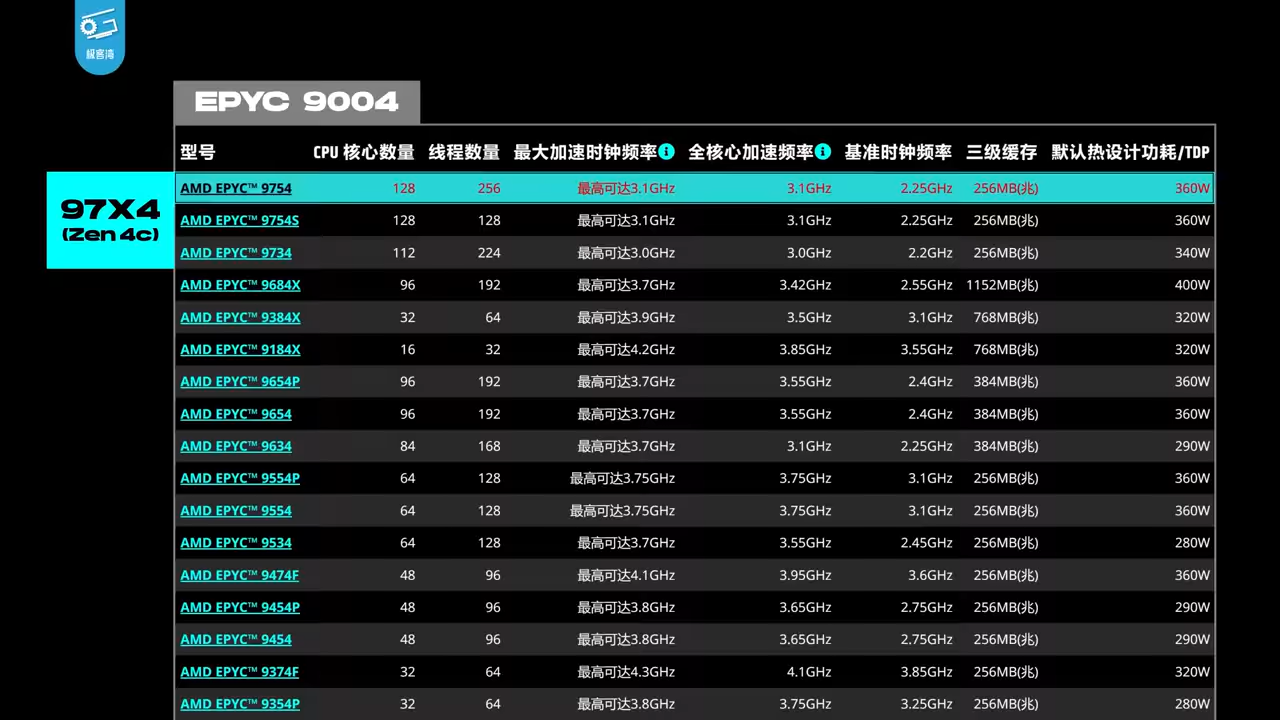 极客湾
EPYC 9004
型号 CPU 核心数量 线程数量 最大加速时钟频率 全核心加速频率 基准时钟频率 三级缓存 默认热设计功耗/TDP
97X4
(Zen 4c)
AMD EPYC™ 9754 128 256 最高可达3.1GHz 3.1GHz 2.25GHz 256MB(兆) 360W
AMD EPYC™ 9754S 128 128 最高可达3.1GHz 3.1GHz 2.25GHz 256MB(兆) 360W
AMD EPYC™ 9734 112 224 最高可达3.0GHz 3.0GHz 2.2GHz 256MB(兆) 340W
AMD EPYC™ 9684X 96 192 最高可达3.7GHz 3.42GHz 2.55GHz 1152MB(兆) 400W
AMD EPYC™ 9384X 32 64 最高可达3.9GHz 3.5GHz 3.1GHz 768MB(兆) 320W
AMD EPYC™ 9184X 16 32 最高可达4.2GHz 3.85GHz 3.55GHz 768MB(兆) 320W
AMD EPYC™ 9654P 96 192 最高可达3.7GHz 3.55GHz 2.4GHz 384MB(兆) 360W
AMD EPYC™ 9654 96 192 最高可达3.7GHz 3.55GHz 2.4GHz 384MB(兆) 360W
AMD EPYC™ 9634 84 168 最高可达3.7GHz 3.1GHz 2.25GHz 384MB(兆) 290W
AMD EPYC™ 9554P 64 128 最高可达3.75GHz 3.75GHz 3.1GHz 256MB(兆) 360W
AMD EPYC™ 9554 64 128 最高可达3.75GHz 3.75GHz 3.1GHz 256MB(兆) 360W
AMD EPYC™ 9534 64 128 最高可达3.7GHz 3.55GHz 2.45GHz 256MB(兆) 280W
AMD EPYC™ 9474F 48 96 最高可达4.1GHz 3.95GHz 3.6GHz 256MB(兆) 360W
AMD EPYC™ 9454P 48 96 最高可达3.8GHz 3.65GHz 2.75GHz 256MB(兆) 290W
AMD EPYC™ 9454 48 96 最高可达3.8GHz 3.65GHz 2.75GHz 256MB(兆) 290W
AMD EPYC™ 9374F 32 64 最高可达4.3GHz 4.1GHz 3.85GHz 256MB(兆) 320W
AMD EPYC™ 9354P 32 64 最高可达3.8GHz 3.75GHz 3.25GHz 256MB(兆) 280W